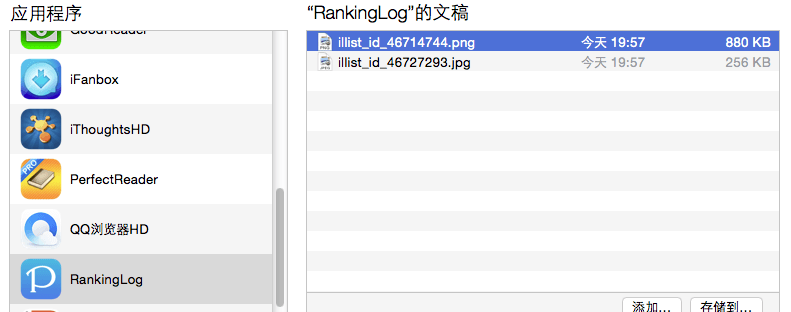 应用程序
“RankingLog”的文稿
GoodReader
iFanbox
iThoughtsHD
PRO
PerfectReader
QQ浏览器HD
P
RankingLog
PNG illist_id_46714744.png 今天 19:57 880 KB
JPEG illist_id_46727293.jpg 今天 19:57 256 KB
添加... 存储到...